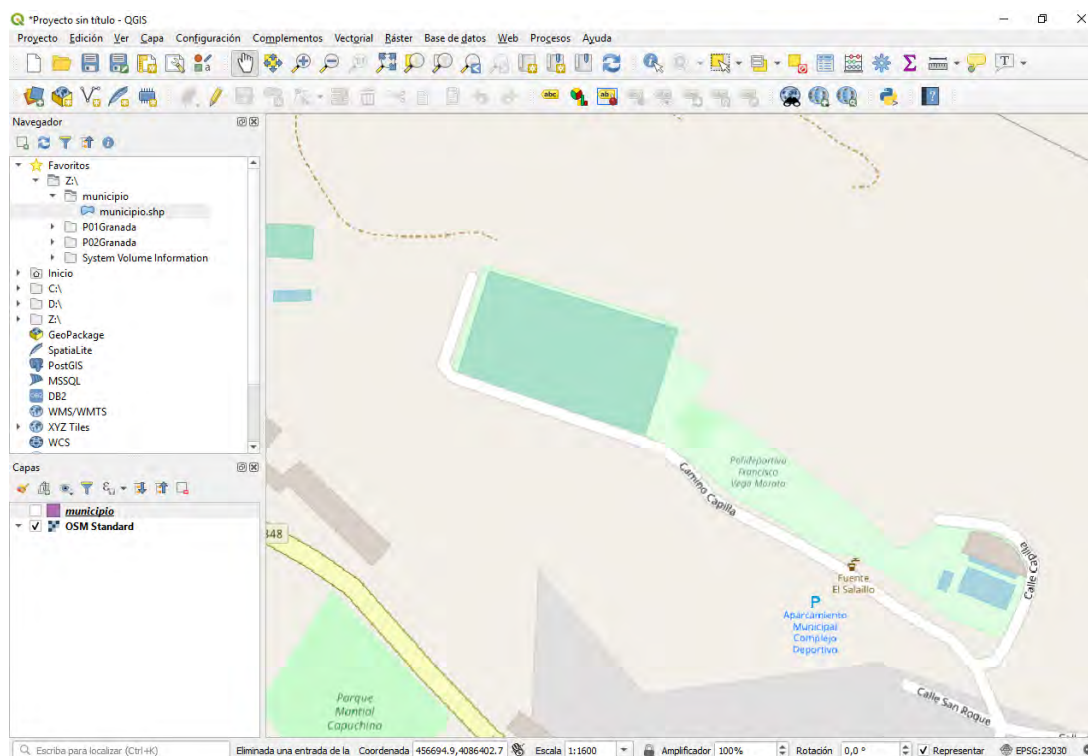 *Proyecto sin título - QGIS
Proyecto Edición Ver Capa Configuración Complementos Vectorial Ráster Base de datos Web Procesos Ayuda
abc
Navegador
Favoritos
Z:\
municipio
municipio.shp
P01Granada
P02Granada
System Volume Information
Inicio
C:\
D:\
Z:\
GeoPackage
SpatiaLite
PostGIS
MSSQL
DB2
WMS/WMTS
XYZ Tiles
WCS
Capas
municipio
OSM Standard
348
Polideportivo
Francisco
Vega Morato
Camino Capilla
Calle Capilla
Fuente
El Salaíllo
P
Aparcamiento
Municipal
Complejo
Deportivo
Calle San Roque
Parque
Mantial
Capuchino
Escriba para localizar (Ctrl+K)
Eliminada una entrada de la Coordenada 456694.9,4086402.7 Escala 1:1600 Amplificador 100% Rotación 0,0 ° Representar EPSG:23030